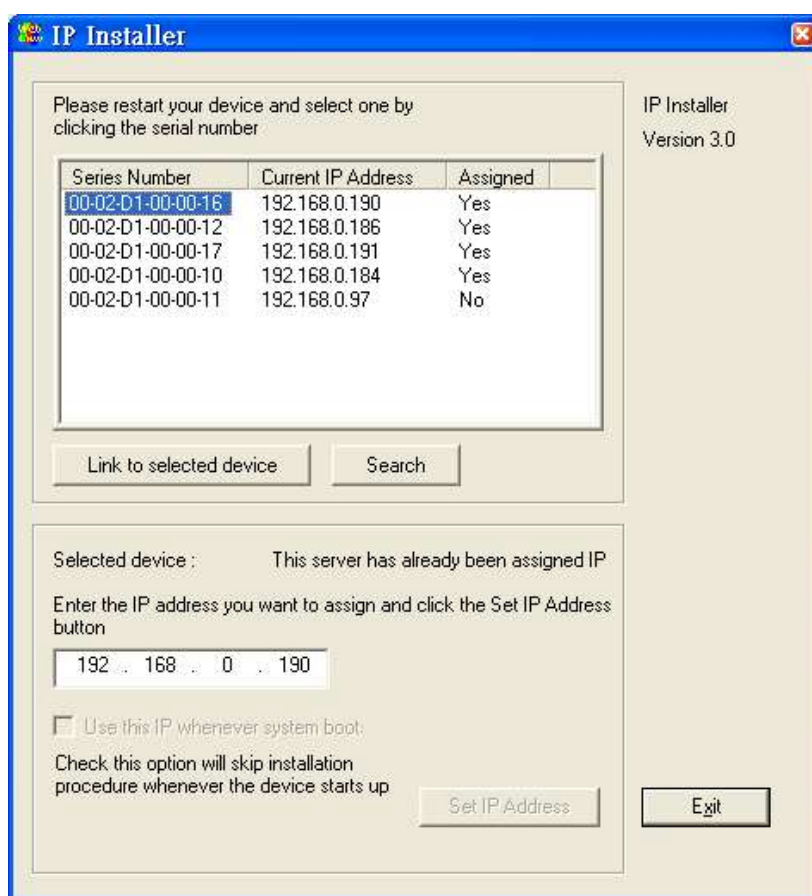 IP Installer
Please restart your device and select one by
clicking the serial number
IP Installer
Version 3.0
Series Number Current IP Address Assigned
00-02-D1-00-00-16 192.168.0.190 Yes
00-02-D1-00-00-12 192.168.0.186 Yes
00-02-D1-00-00-17 192.168.0.191 Yes
00-02-D1-00-00-10 192.168.0.184 Yes
00-02-D1-00-00-11 192.168.0.97 No
Link to selected device Search
Selected device : This server has already been assigned IP
Enter the IP address you want to assign and click the Set IP Address
button
192 . 168 . 0 . 190
Use this IP whenever system boot.
Check this option will skip installation
procedure whenever the device starts up
Set IP Address
Exit